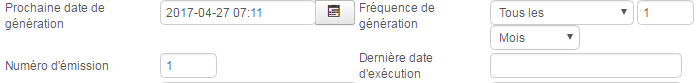 Prochaine date de génération
2017-04-27 07:11
Fréquence de génération
Tous les
1
Mois
Numéro d'émission
1
Dernière date d'exécution